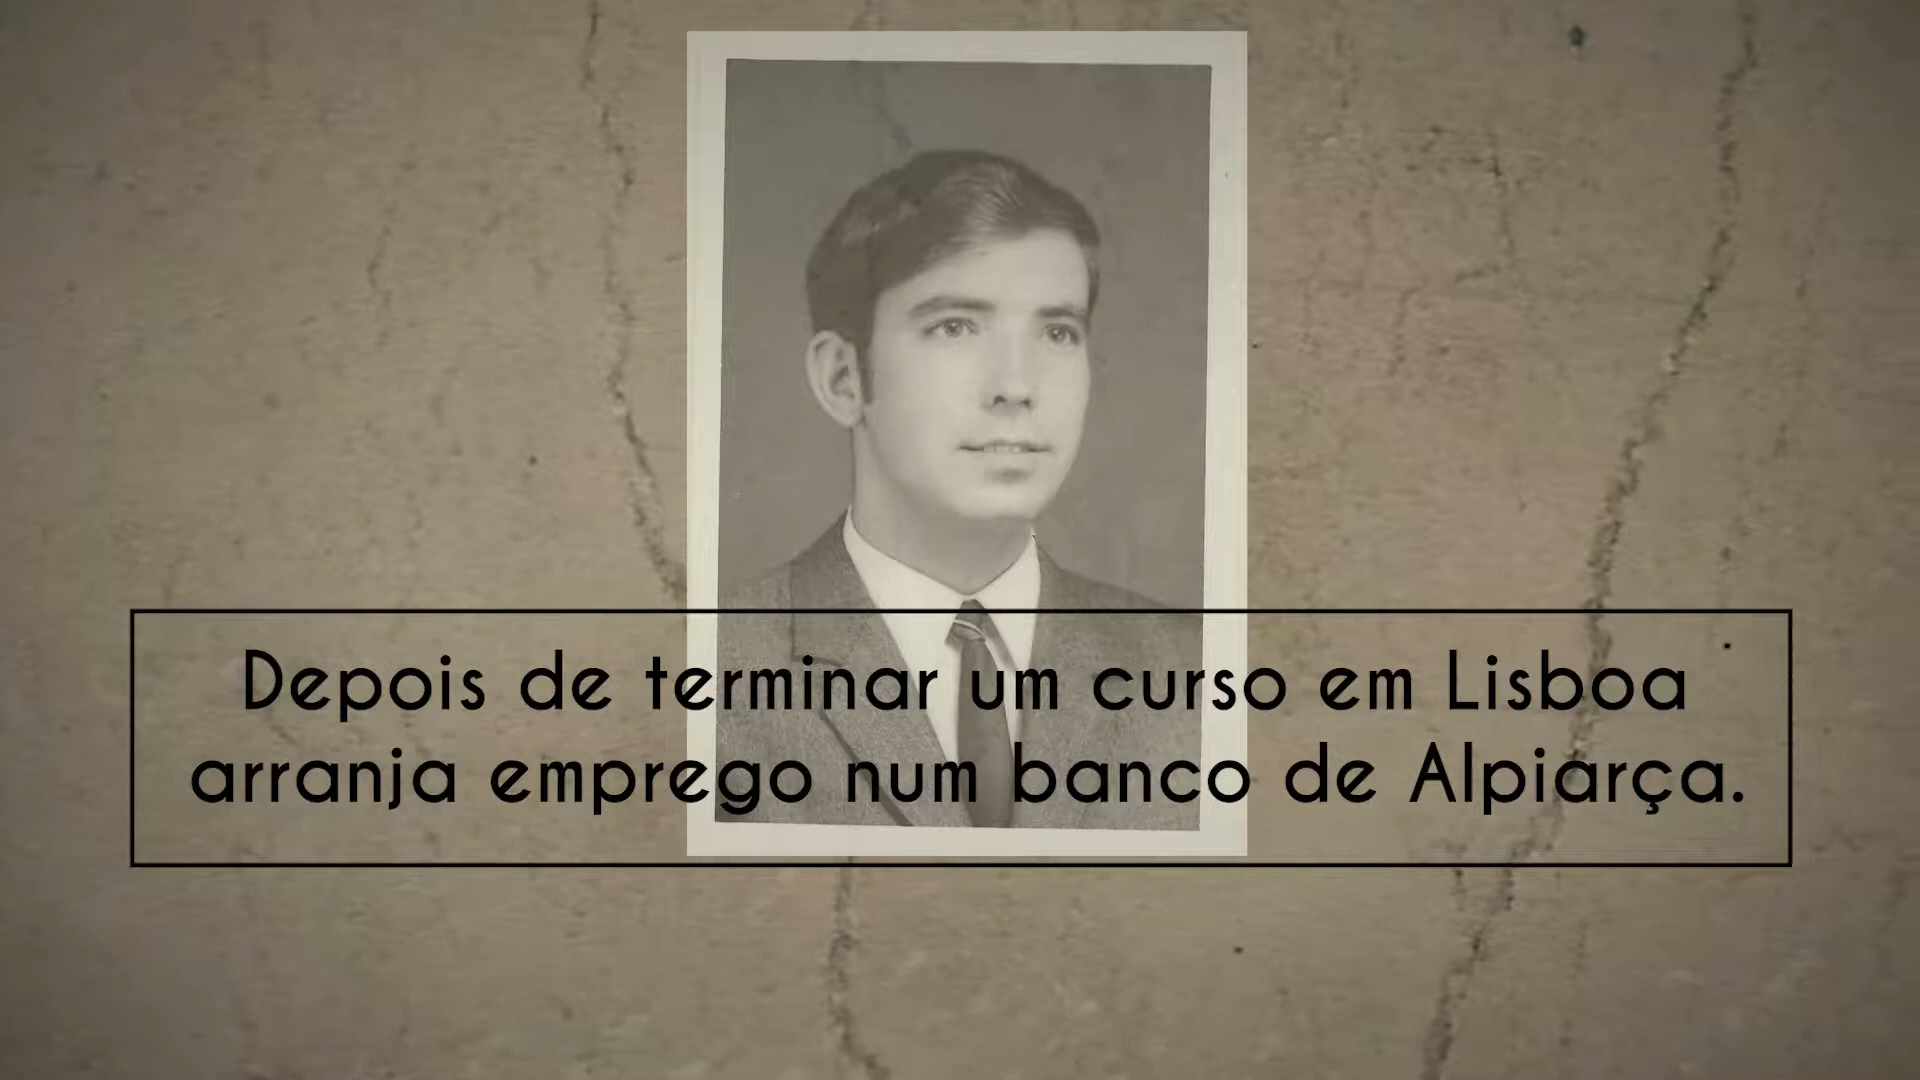 Depois de terminar um curso em Lisboa
arranja emprego num banco de Alpiarça.